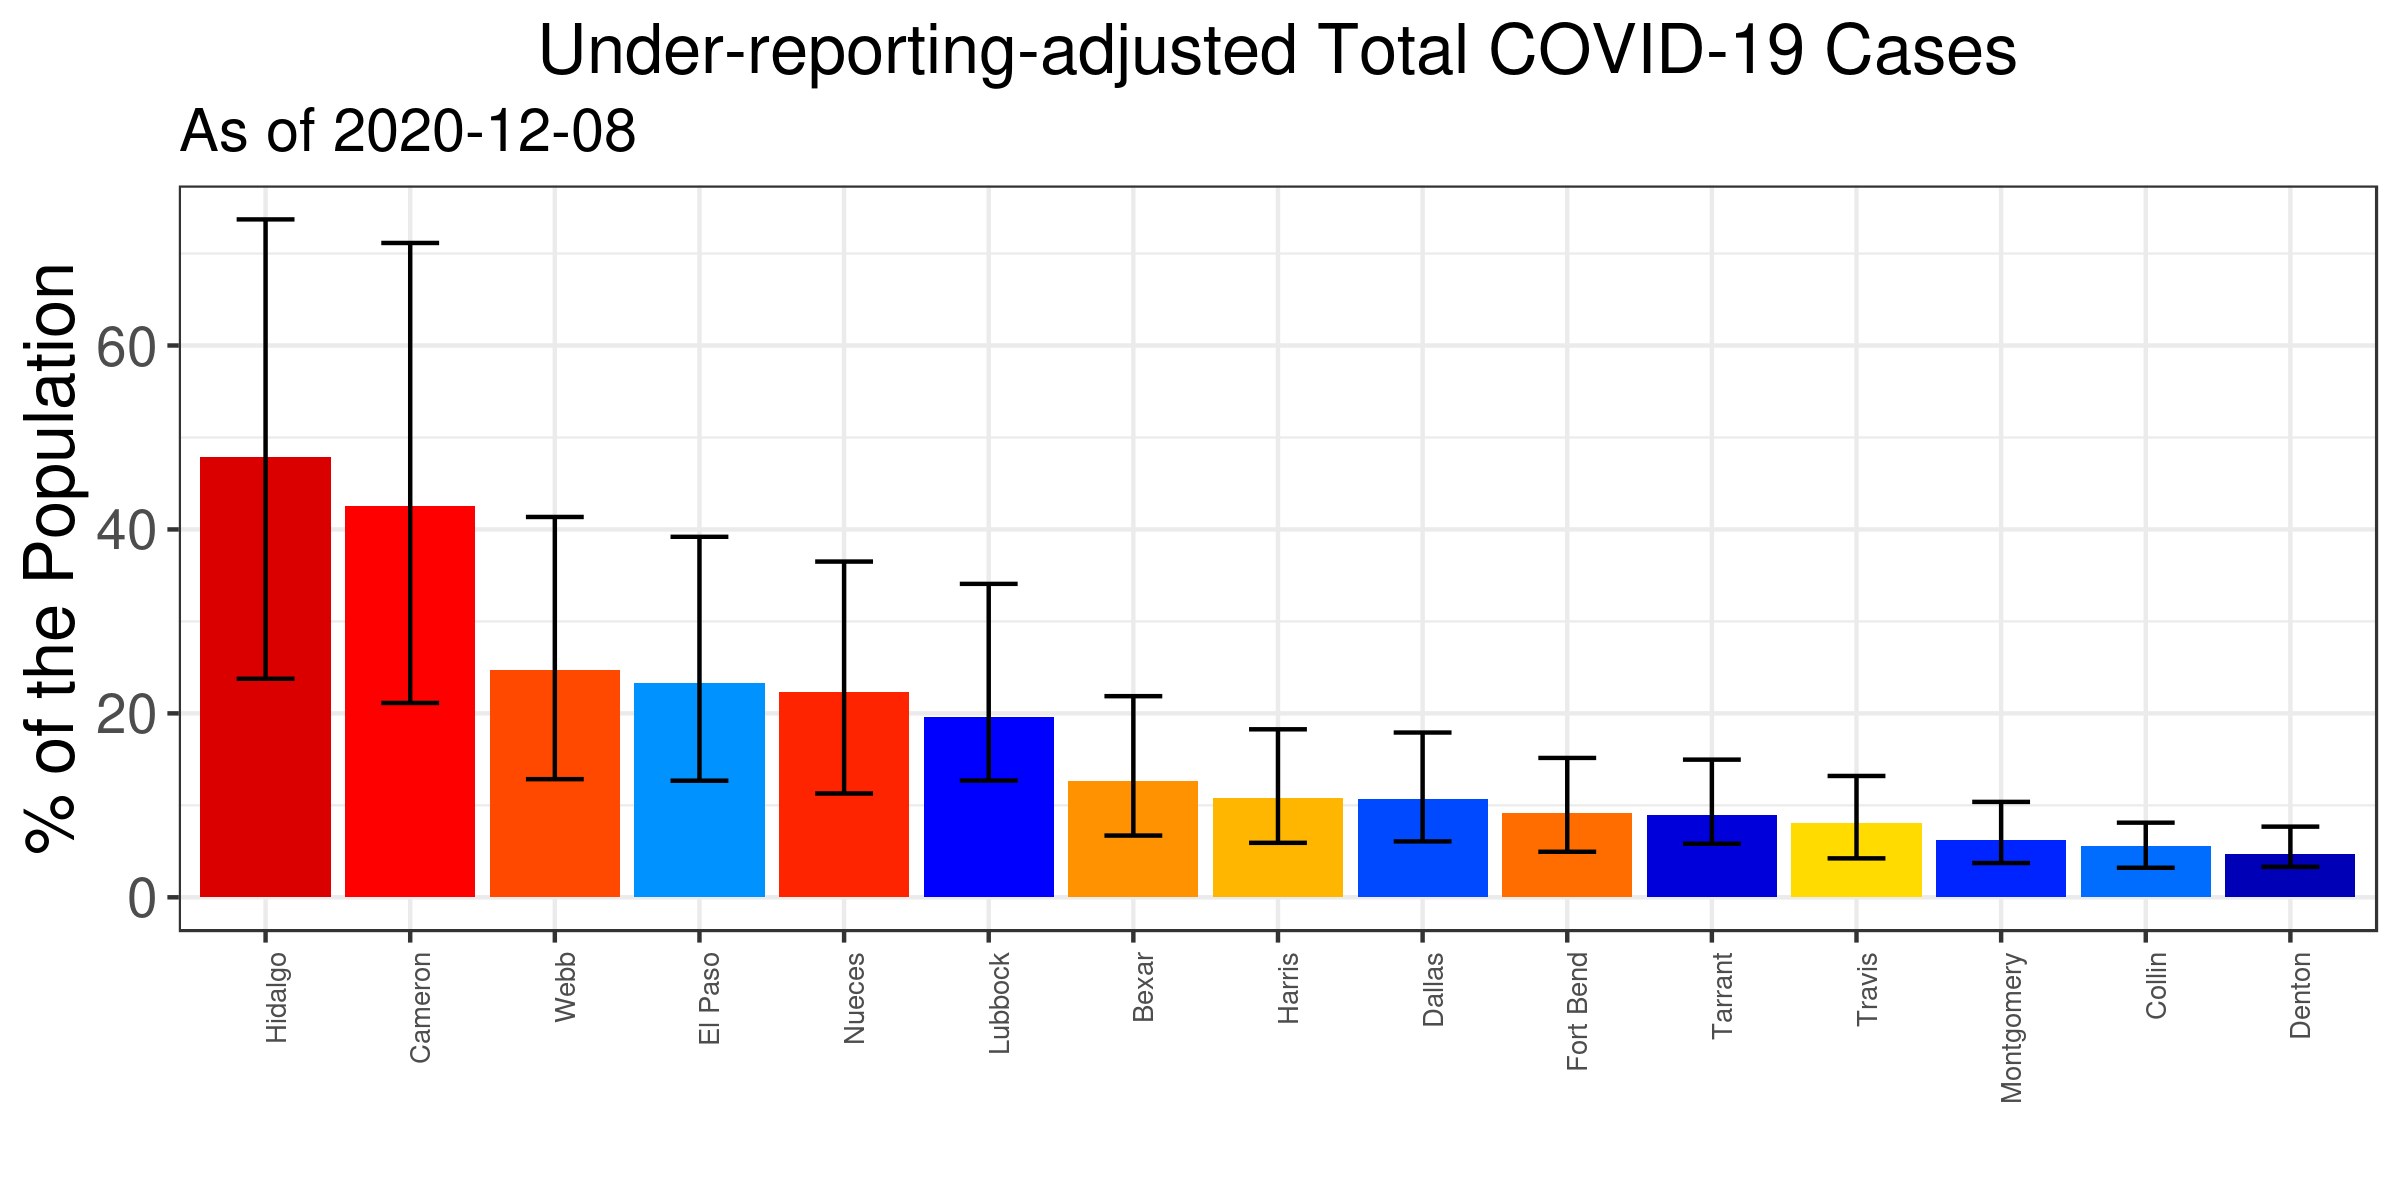 Under-reporting-adjusted Total COVID-19 Cases
As of 2020-12-08
% of the Population
60
40
20
0
Hidalgo
Cameron
Webb
El Paso
Nueces
Lubbock
Bexar
Harris
Dallas
Fort Bend
Tarrant
Travis
Montgomery
Collin
Denton